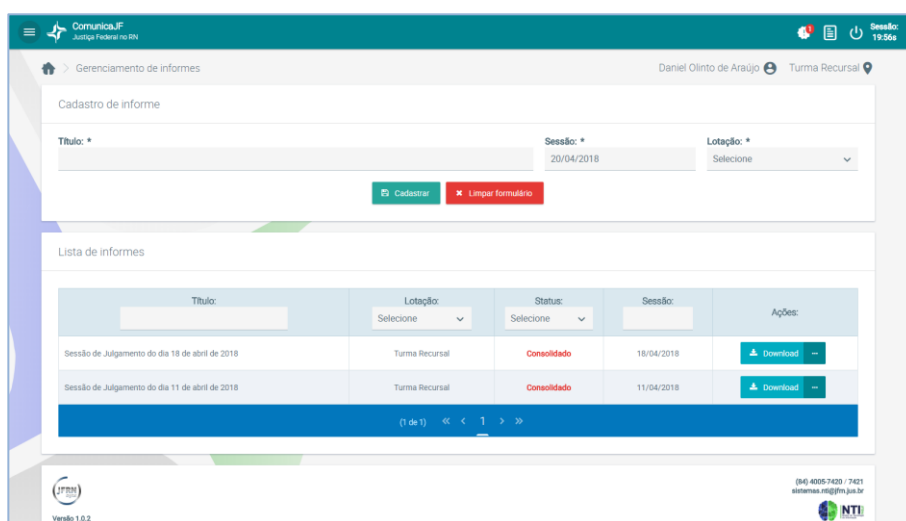 ComunicaJF
Justiça Federal no RN
Sessão:
19:56s
Gerenciamento de informes
Daniel Olinto de Araújo
Turma Recursal
Cadastro de informe
Título: *
Sessão: *
Lotação: *
20/04/2018
Selecione
Cadastrar
Limpar formulário
Lista de informes
Título:
Lotação:
Status:
Sessão:
Ações:
Selecione
Selecione
Sessão de Julgamento do dia 18 de abril de 2018
Turma Recursal
Consolidado
18/04/2018
Download
Sessão de Julgamento do dia 11 de abril de 2018
Turma Recursal
Consolidado
11/04/2018
Download
(1 de 1)
1
JFRN
(84) 4005-7420 / 7421
sistemas.nti@jfrn.jus.br
NTI
Versão 1.0.2